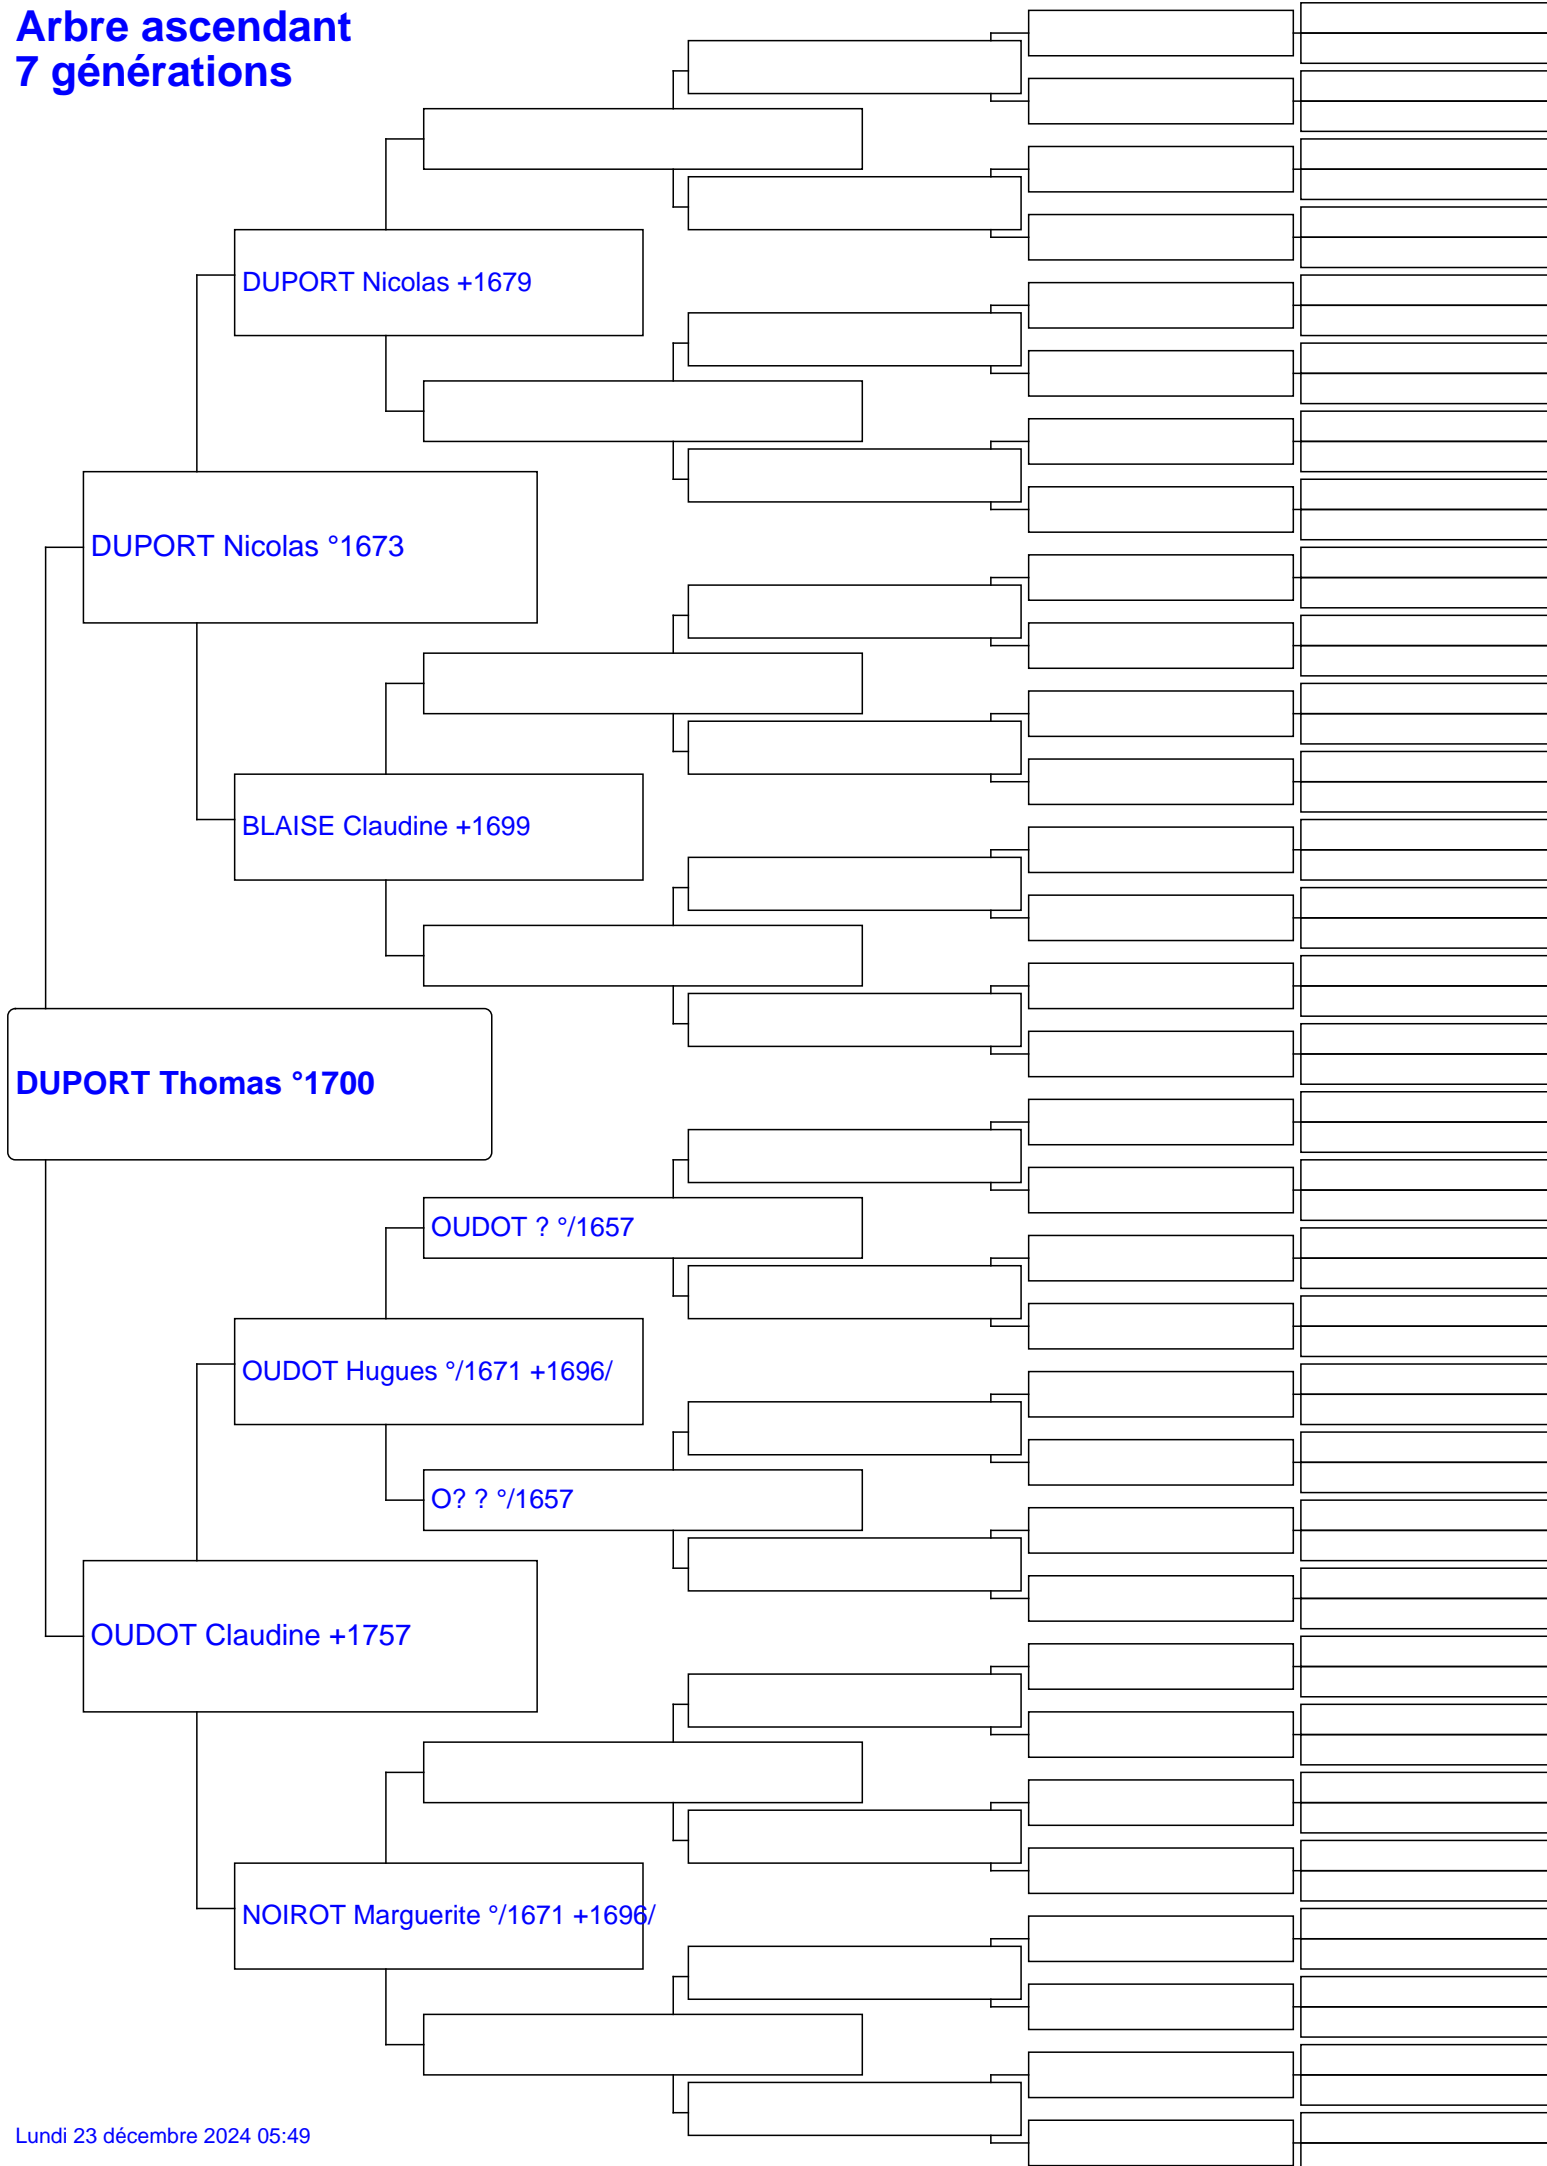 Arbre ascendant
7 générations
DUPORT Nicolas +1679
DUPORT Nicolas °1673
BLAISE Claudine +1699
DUPORT Thomas °1700
OUDOT ? °/1657
OUDOT Hugues °/1671 +1696/
O? ? °/1657
OUDOT Claudine +1757
NOIROT Marguerite °/1671 +1696/
Lundi 23 décembre 2024 05:49